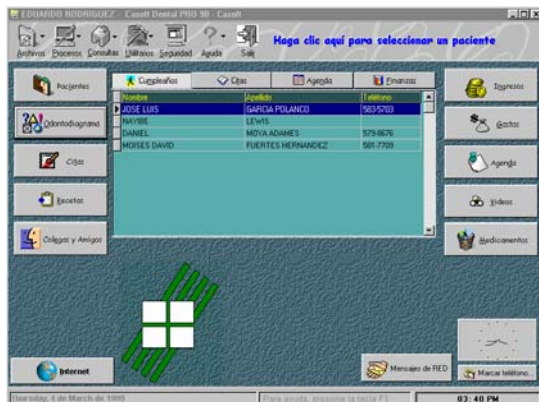 EDUARDO RODRIGUEZ - Casoft Dental PRO 98 - Casoft
Archivos Procesos Consultas Utilitarios Seguridad Ayuda Salir
Haga clic aquí para seleccionar un paciente
Pacientes
Odontodiagrama
Citas
Recetas
Colegas y Amigos
Internet
Cumpleaños Citas Agenda Finanzas
Nombre Apellido Teléfono
JOSE LUIS GARCIA POLANCO 583-5703
NAYIBE LEWIS
DANIEL MOYA ADAMES 579-8676
MOISES DAVID FUERTES HERNANDEZ 581-7709
Ingresos
Gastos
Agenda
Videos
Medicamentos
Mensajes de RED
Marcar teléfono...
Thursday, 4 de March de 1999
Para ayuda, presione la tecla F1
03:40 PM